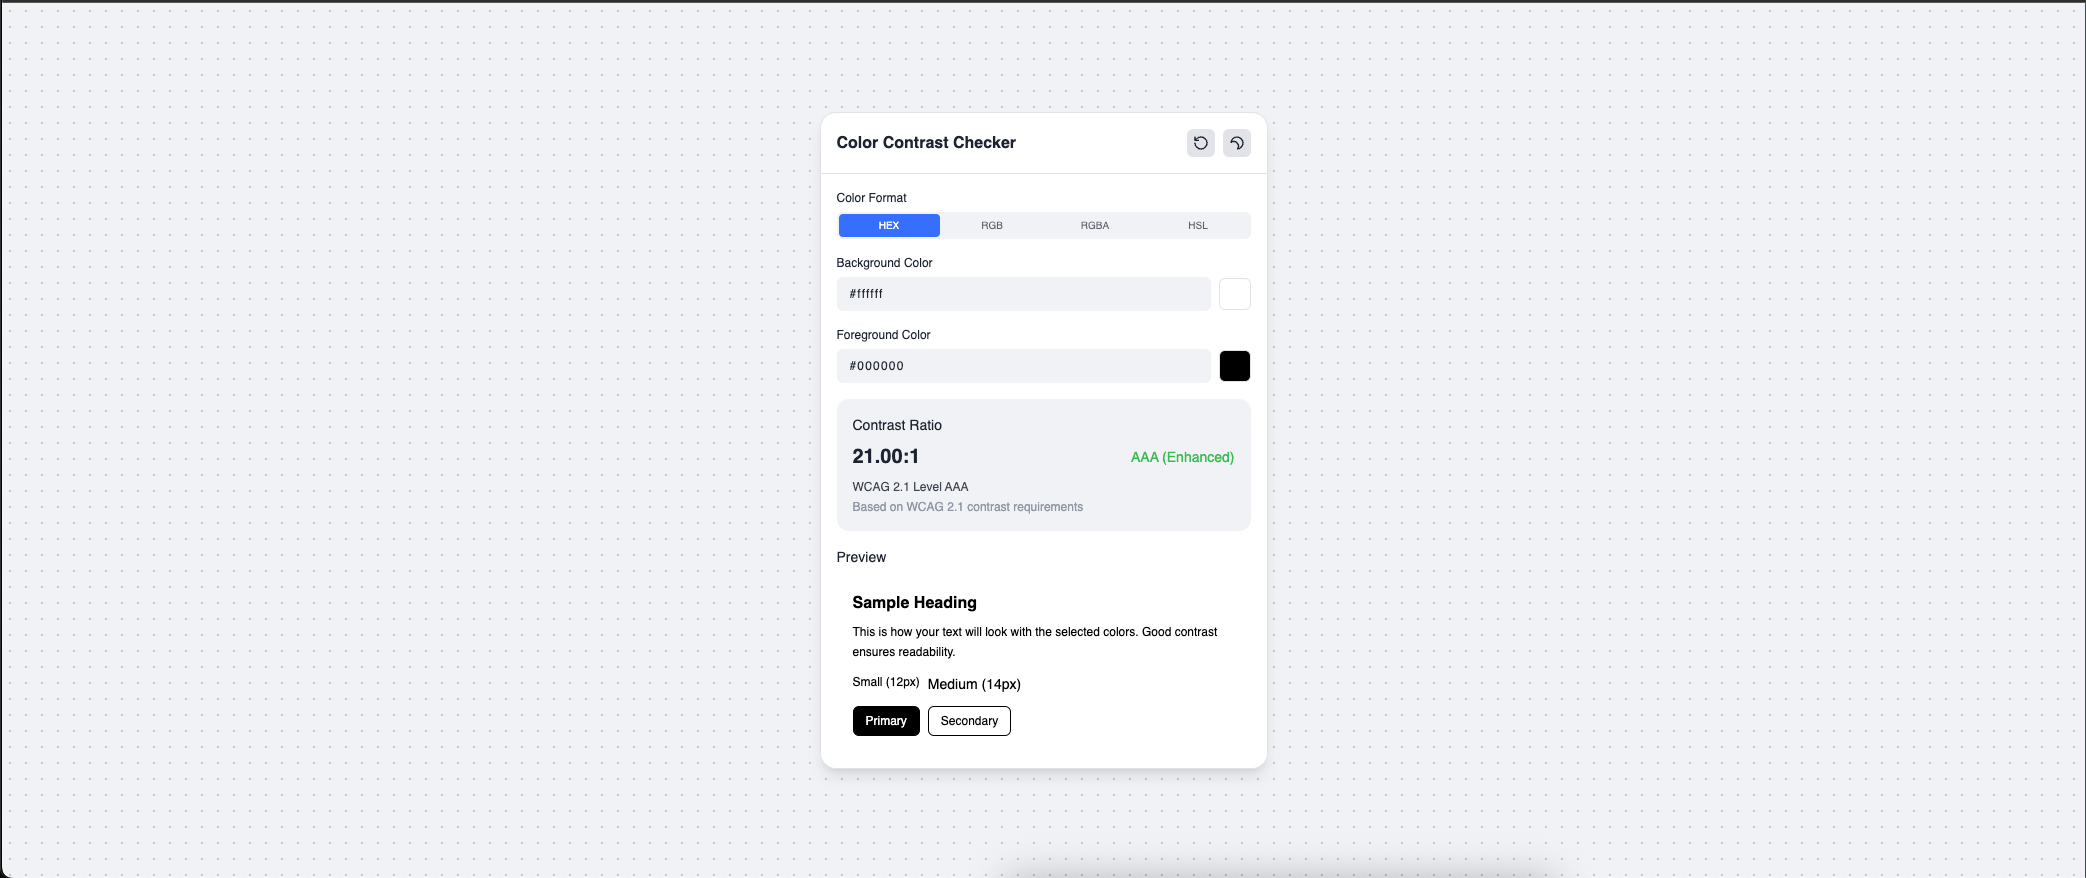 Color Contrast Checker
Color Format
HEX RGB RGBA HSL
Background Color
#ffffff
Foreground Color
#000000
Contrast Ratio
21.00:1 AAA (Enhanced)
WCAG 2.1 Level AAA
Based on WCAG 2.1 contrast requirements
Preview
Sample Heading
This is how your text will look with the selected colors. Good contrast
ensures readability.
Small (12px) Medium (14px)
Primary Secondary